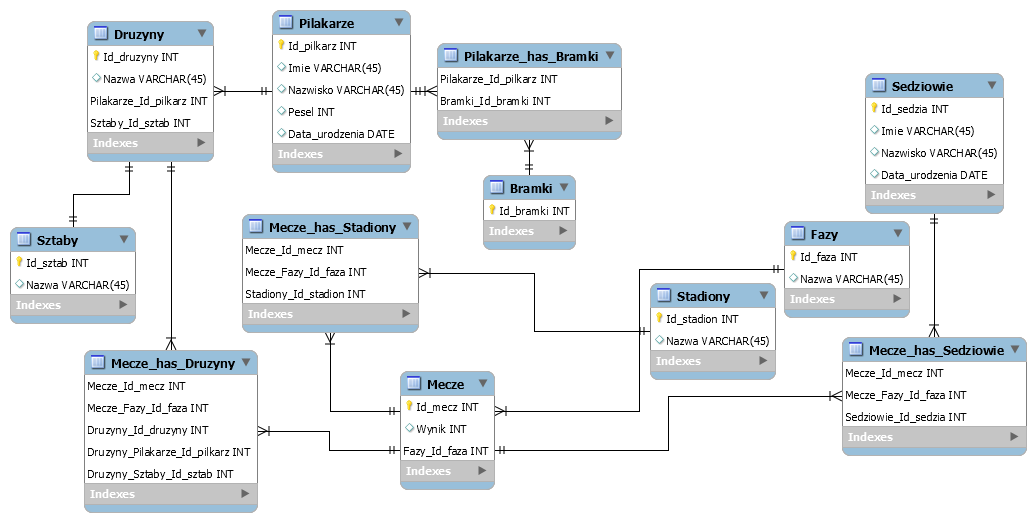 Druzyny
Id_druzyny INT
Nazwa VARCHAR(45)
Pilakarze_Id_pilkarz INT
Sztaby_Id_sztab INT
Indexes
Pilakarze
Id_pilkarz INT
Imie VARCHAR(45)
Nazwisko VARCHAR(45)
Pesel INT
Data_urodzenia DATE
Indexes
Pilakarze_has_Bramki
Pilakarze_Id_pilkarz INT
Bramki_Id_bramki INT
Indexes
Sedziowie
Id_sedzia INT
Imie VARCHAR(45)
Nazwisko VARCHAR(45)
Data_urodzenia DATE
Indexes
Bramki
Id_bramki INT
Indexes
Sztaby
Id_sztab INT
Nazwa VARCHAR(45)
Indexes
Mecze_has_Stadiony
Mecze_Id_mecz INT
Mecze_Fazy_Id_faza INT
Stadiony_Id_stadion INT
Indexes
Fazy
Id_faza INT
Nazwa VARCHAR(45)
Indexes
Stadiony
Id_stadion INT
Nazwa VARCHAR(45)
Indexes
Mecze_has_Druzyny
Mecze_Id_mecz INT
Mecze_Fazy_Id_faza INT
Druzyny_Id_druzyny INT
Druzyny_Pilakarze_Id_pilkarz INT
Druzyny_Sztaby_Id_sztab INT
Indexes
Mecze
Id_mecz INT
Wynik INT
Fazy_Id_faza INT
Indexes
Mecze_has_Sedziowie
Mecze_Id_mecz INT
Mecze_Fazy_Id_faza INT
Sedziowie_Id_sedzia INT
Indexes